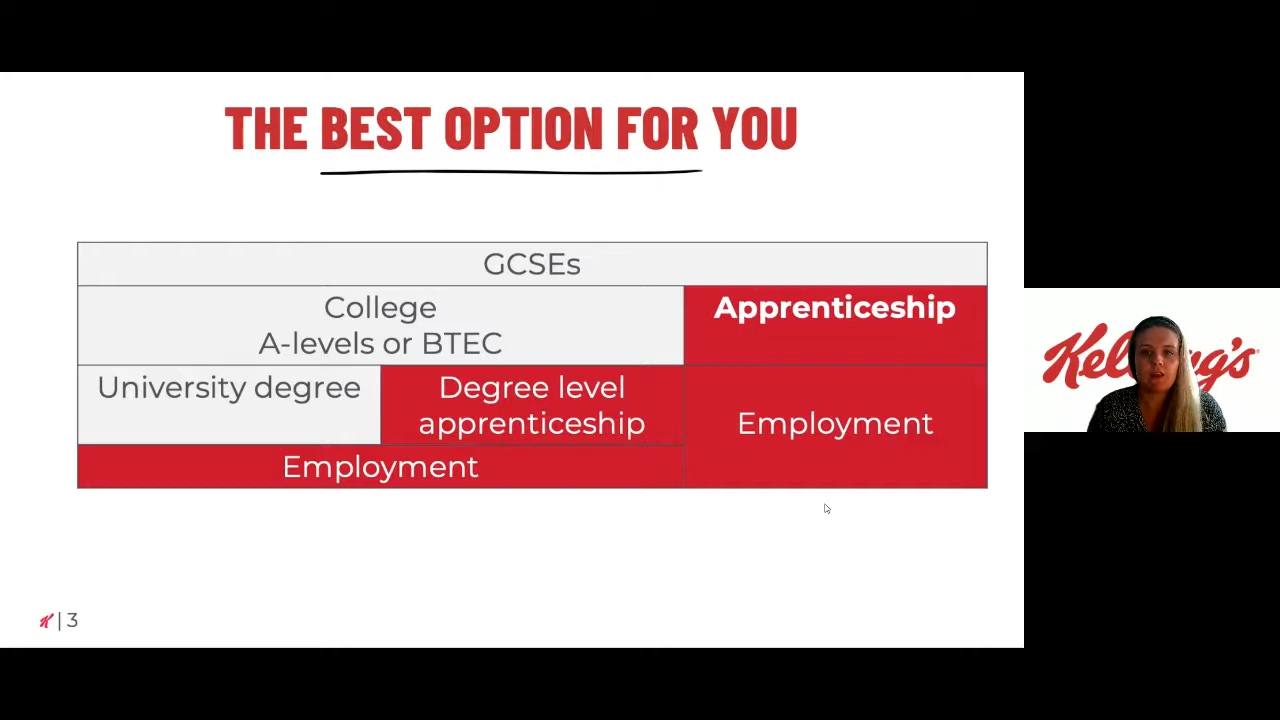 THE BEST OPTION FOR YOU
GCSEs
College
A-levels or BTEC
Apprenticeship
University degree
Degree level
apprenticeship
Employment
Employment
K | 3
Kellogg's